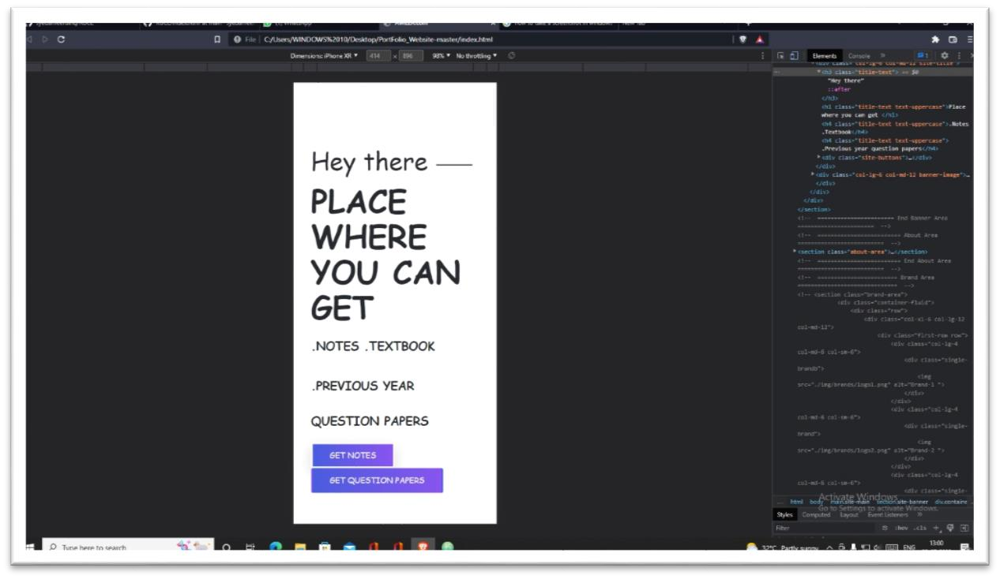 WhatsApp
New Tab
File C:/Users/WINDOWS%2010/Desktop/PortFolio_Website-master/index.html
Dimensions: iPhone XR 414 x 896 98% No throttling
Elements Console » 1
<h3 class="title-text"> == $0
"Hey there"
::after
</h3>
<h1 class="title-text text-uppercase">Place
where you can get </h1>
<h4 class="title-text text-uppercase">.Notes
.Textbook</h4>
<h4 class="title-text text-uppercase">
.Previous year question papers</h4>
<div class="site-buttons">…</div>
</div>
<div class="col-lg-6 col-md-12 banner-image">…
</div>
</div>
</div>
</section>
<!-- ======================= End Banner Area
======================= -->
<!-- ========================= About Area
========================== -->
<section class="about-area">…</section>
<!-- ======================== End About Area
========================== -->
<!-- ======================== Brand Area
========================== -->
<!-- <section class="brand-area">
<div class="container-fluid">
<div class="row">
<div class="col-xl-6 col-lg-12
col-md-12">
<div class="first-row row">
<div class="col-lg-4
col-md-6 col-sm-6">
<div class="single-
brandb">
<img
src="./img/brands/logo1.png" alt="Brand-1 ">
</div>
</div>
<div class="col-lg-4
col-md-6 col-sm-6">
<div class="single-
brand">
<img
src="./img/brands/logo2.png" alt="Brand-2 ">
</div>
</div>
<div class="col-lg-4
col-md-6 col-sm-6">
<div class="single-
... html body main.site-main section.site-banner div.containe
Activate Windows
Go to Settings to activate Windows.
Styles Computed Layout Event Listeners »
Filter :hov .cls +
Hey there
PLACE
WHERE
YOU CAN
GET
.NOTES .TEXTBOOK
.PREVIOUS YEAR
QUESTION PAPERS
GET NOTES
GET QUESTION PAPERS
Type here to search
32°C Partly sunny ENG 13:00